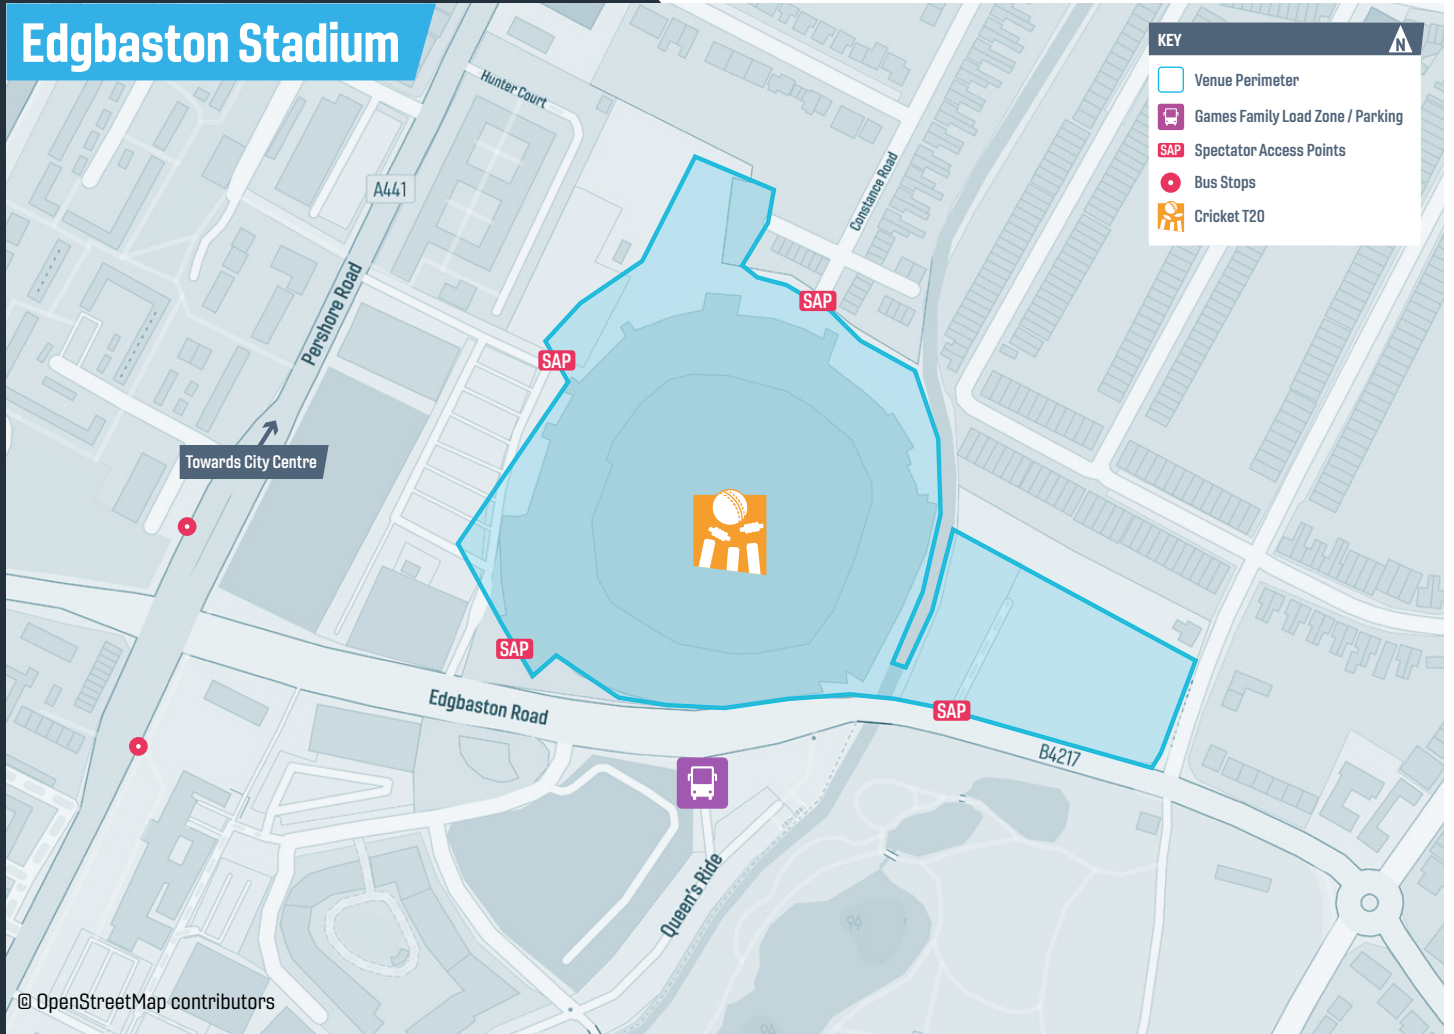 Edgbaston Stadium
KEY
N
Venue Perimeter
Games Family Load Zone / Parking
SAP Spectator Access Points
Bus Stops
Cricket T20
Hunter Court
A441
Constance Road
Pershore Road
SAP
SAP
Towards City Centre
SAP
Edgbaston Road
SAP
B4217
Queen's Ride
© OpenStreetMap contributors